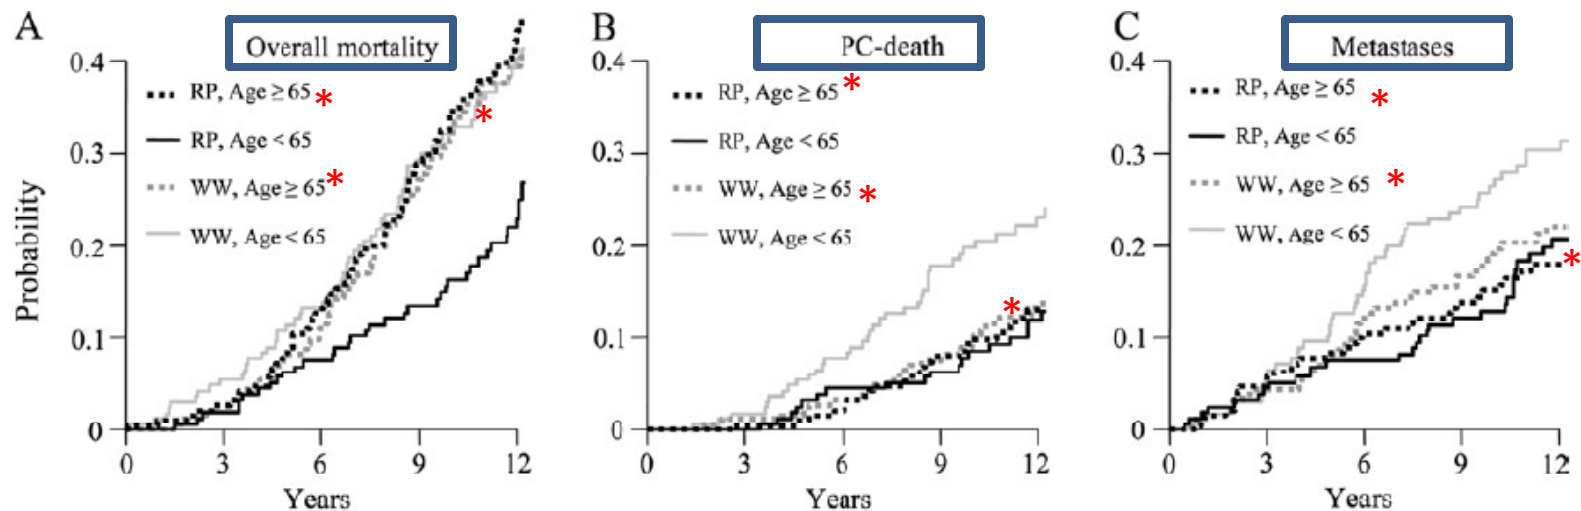 A
Overall mortality
0.4
0.3
0.2
0.1
0
RP, Age ≥ 65 *
RP, Age < 65
WW, Age ≥ 65 *
WW, Age < 65
*
Probability
0 3 6 9 12
Years
B
PC-death
0.4
0.3
0.2
0.1
0
RP, Age ≥ 65 *
RP, Age < 65
WW, Age ≥ 65 *
WW, Age < 65
*
0 3 6 9 12
Years
C
Metastases
0.4
0.3
0.2
0.1
0
RP, Age ≥ 65 *
RP, Age < 65
WW, Age ≥ 65 *
WW, Age < 65
*
0 3 6 9 12
Years